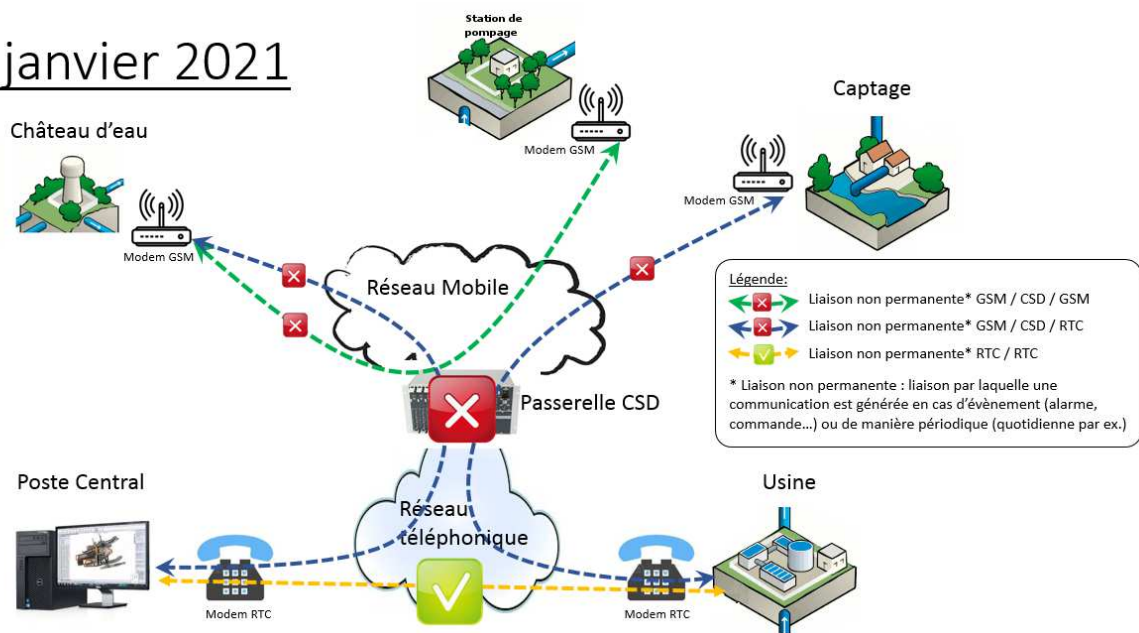 janvier 2021
Station de
pompage
Château d'eau
Modem GSM
Captage
Modem GSM
Modem GSM
Réseau Mobile
Légende:
Liaison non permanente* GSM / CSD / GSM
Liaison non permanente* GSM / CSD / RTC
Liaison non permanente* RTC / RTC
* Liaison non permanente : liaison par laquelle une
communication est générée en cas d'évènement (alarme,
commande...) ou de manière périodique (quotidienne par ex.)
Passerelle CSD
Poste Central
Réseau
téléphonique
Usine
Modem RTC
Modem RTC